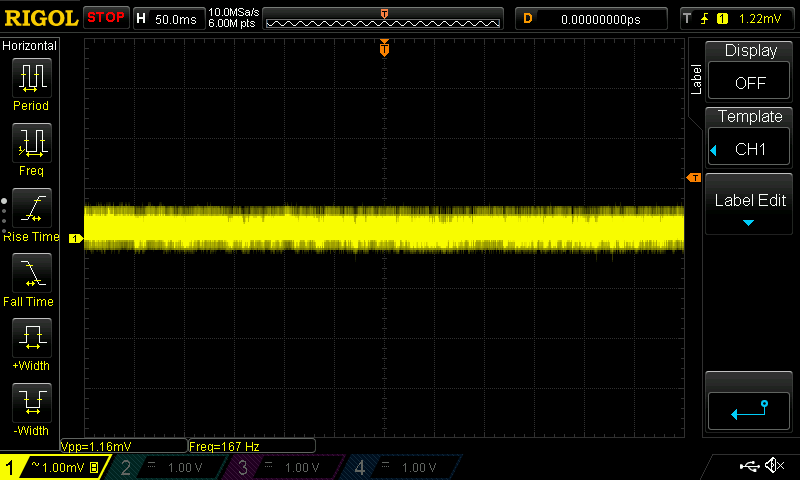 RIGOL STOP H 50.0ms 10.0MSa/s 6.00M pts T D 0.00000000ps T 1 1.22mV
Horizontal
Period
Freq
Rise Time
Fall Time
+Width
-Width
T
T
1
Label
Display
OFF
Template
CH1
Label Edit
Vpp=1.16mV Freq=167 Hz
1 ~ 1.00mV B 2 1.00 V 3 1.00 V 4 1.00 V